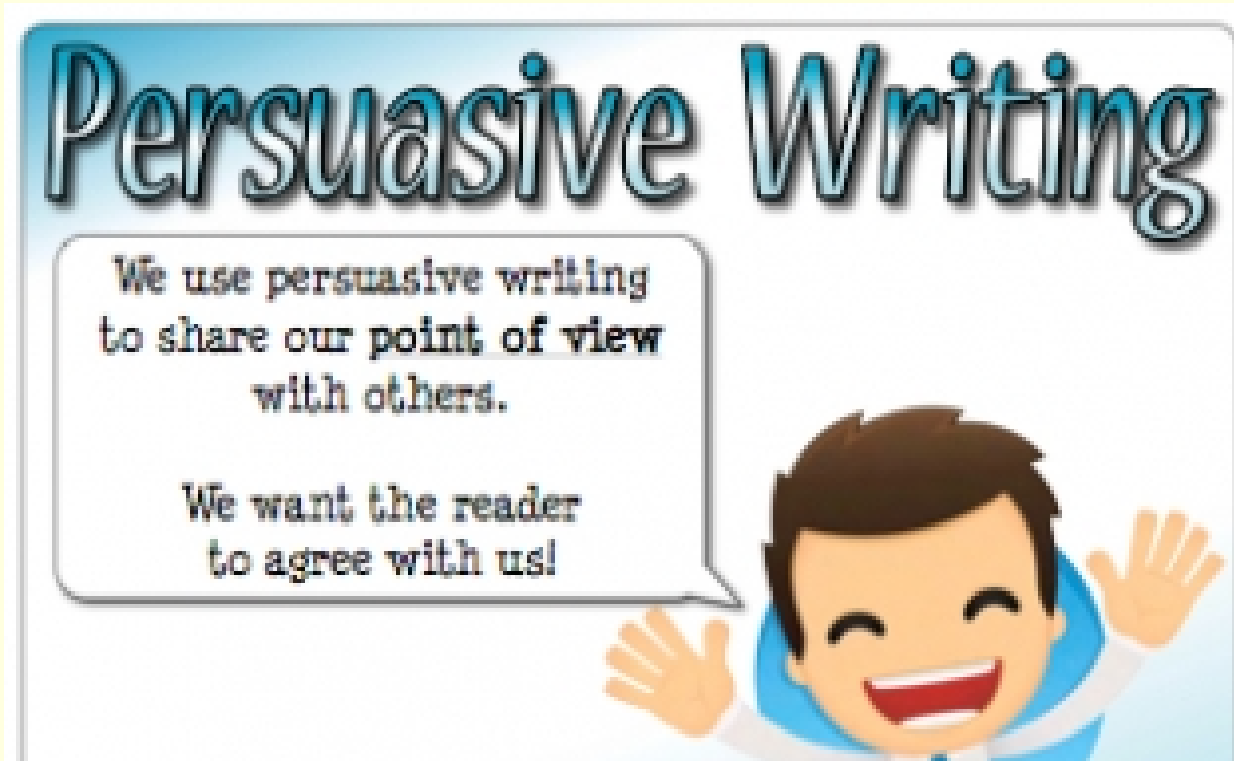 Persuasive Writing
We use persuasive writing
to share our point of view
with others.
We want the reader
to agree with us!